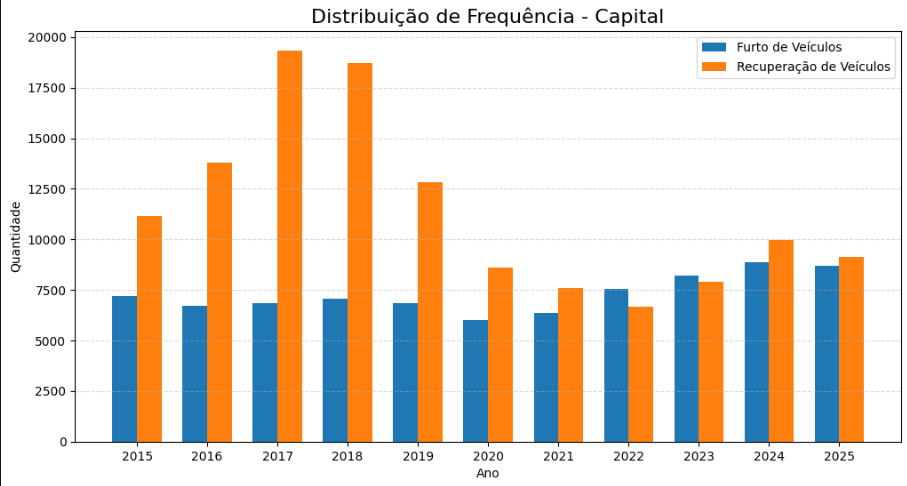 Distribuição de Frequência - Capital
Furto de Veículos
Recuperação de Veículos
20000
17500
15000
12500
10000
7500
5000
2500
0
Quantidade
2015 2016 2017 2018 2019 2020 2021 2022 2023 2024 2025
Ano